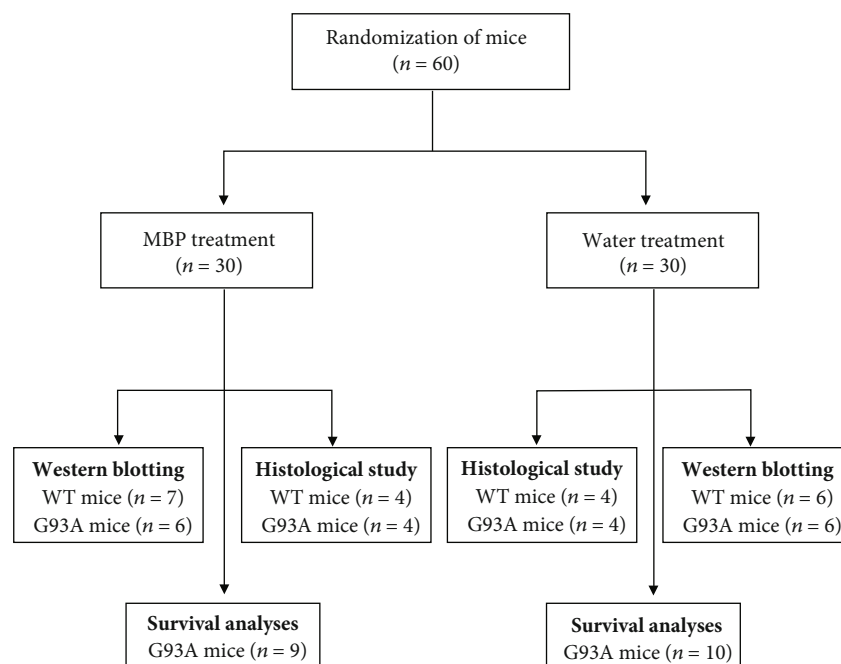 Randomization of mice
(n = 60)
MBP treatment
(n = 30)
Water treatment
(n = 30)
Western blotting
WT mice (n = 7)
G93A mice (n = 6)
Histological study
WT mice (n = 4)
G93A mice (n = 4)
Histological study
WT mice (n = 4)
G93A mice (n = 4)
Western blotting
WT mice (n = 6)
G93A mice (n = 6)
Survival analyses
G93A mice (n = 9)
Survival analyses
G93A mice (n = 10)